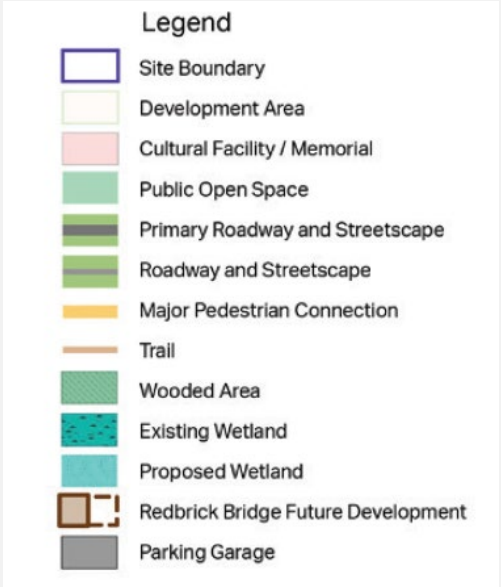 Legend
Site Boundary
Development Area
Cultural Facility / Memorial
Public Open Space
Primary Roadway and Streetscape
Roadway and Streetscape
Major Pedestrian Connection
Trail
Wooded Area
Existing Wetland
Proposed Wetland
Redbrick Bridge Future Development
Parking Garage